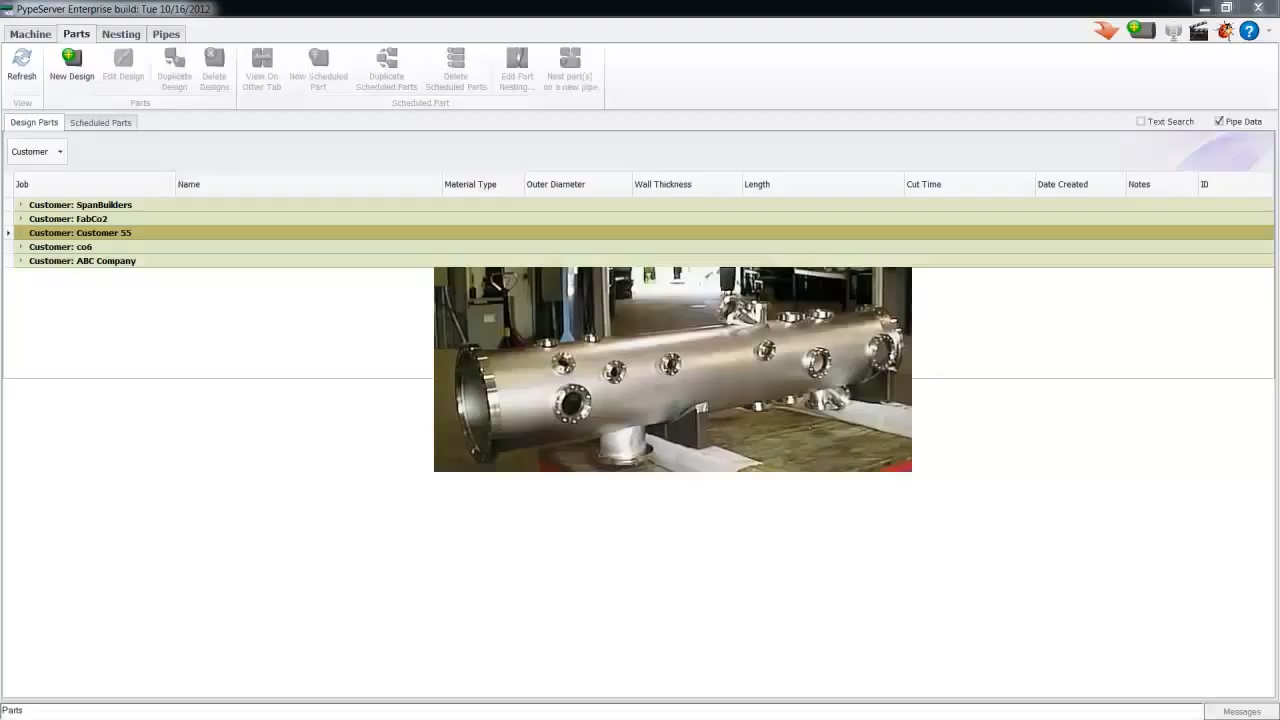 PypeServer Enterprise build: Tue 10/16/2012
Machine Parts Nesting Pipes
Refresh New Design Edit Design Duplicate Design Delete Designs View On Other Tab New Scheduled Part Duplicate Scheduled Parts Delete Scheduled Parts Edit Part Nesting... Nest part(s) on a new pipe
View Parts Scheduled Part
Design Parts Scheduled Parts Text Search Pipe Data
Customer
Job Name Material Type Outer Diameter Wall Thickness Length Cut Time Date Created Notes ID
Customer: SpanBuilders
Customer: FabCo2
Customer: Customer 55
Customer: co6
Customer: ABC Company
Parts Messages